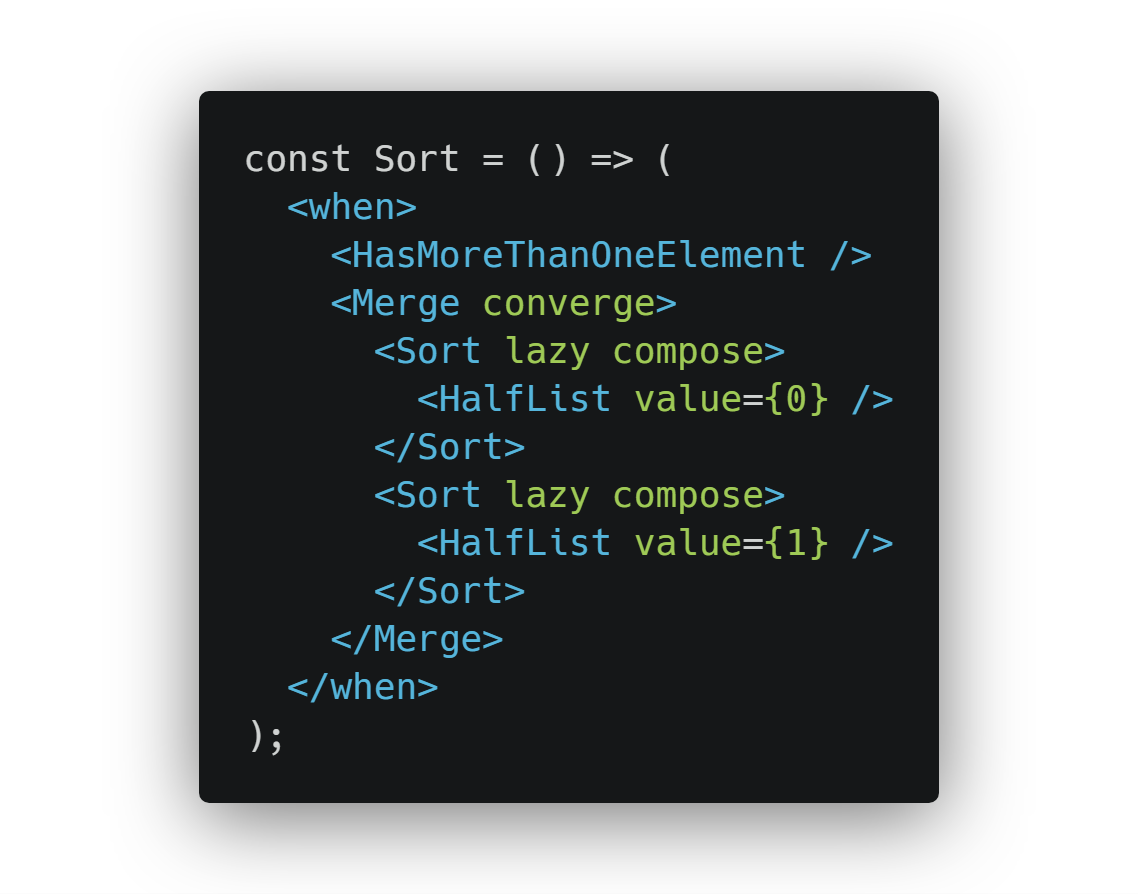 const Sort = () => (
  <when>
    <HasMoreThanOneElement />
    <Merge converge>
      <Sort lazy compose>
        <HalfList value={0} />
      </Sort>
      <Sort lazy compose>
        <HalfList value={1} />
      </Sort>
    </Merge>
  </when>
);